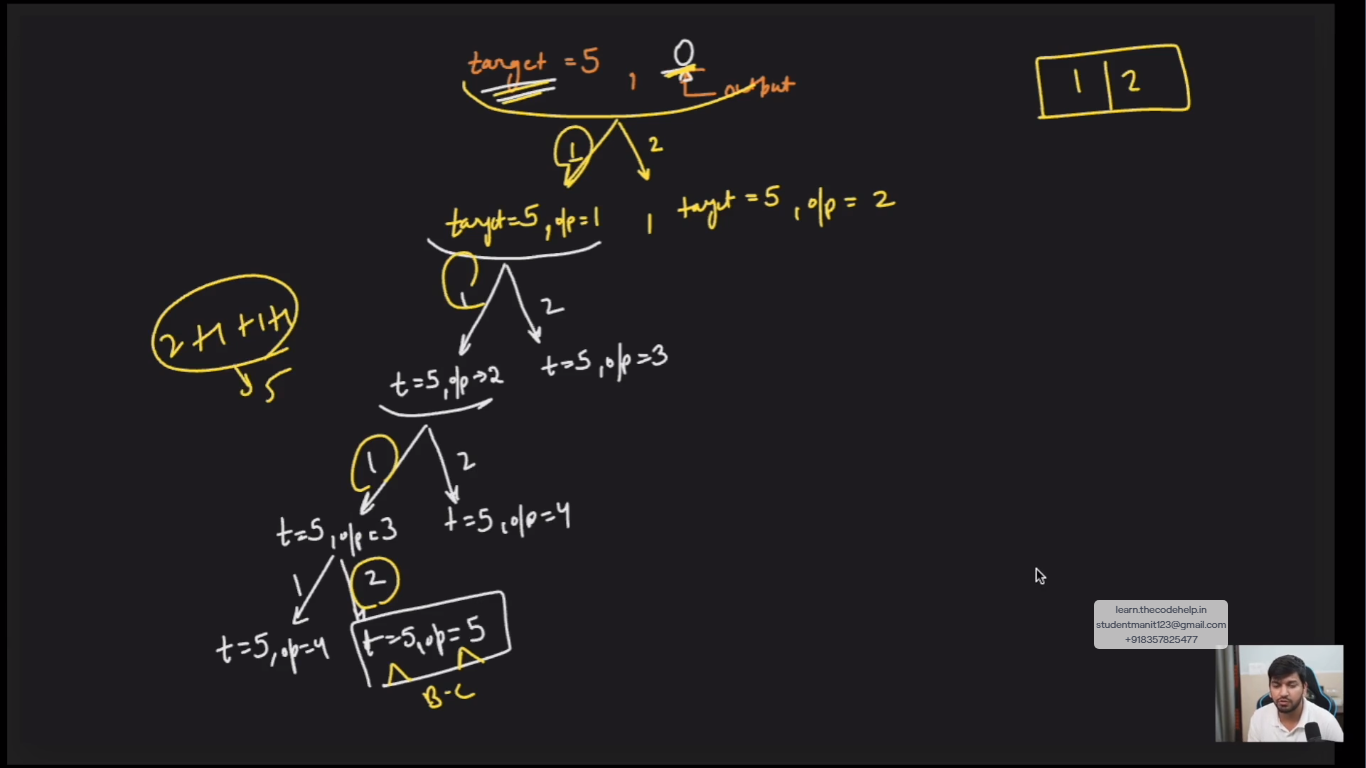 target = 5 , 0
output
1 | 2
1 2
target=5, o/p=1 , target = 5, o/p = 2
1 2
2+1+1+1
5
t=5, o/p→2 t=5, o/p=3
1 2
t=5, o/p=3 t=5, o/p=4
1 2
t=5, o/p=4 t=5, o/p=5
B-C
learn.thecodehelp.in
studentmanit123@gmail.com
+918357825477